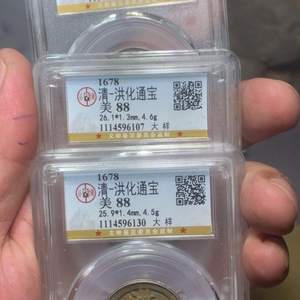 1678
清-洪化通宝
美 88
26.1*1.3mm,4.6g
1114596107 大样
1678
清-洪化通宝
美 88
25.9*1.4mm,4.5g
1114596130 大样